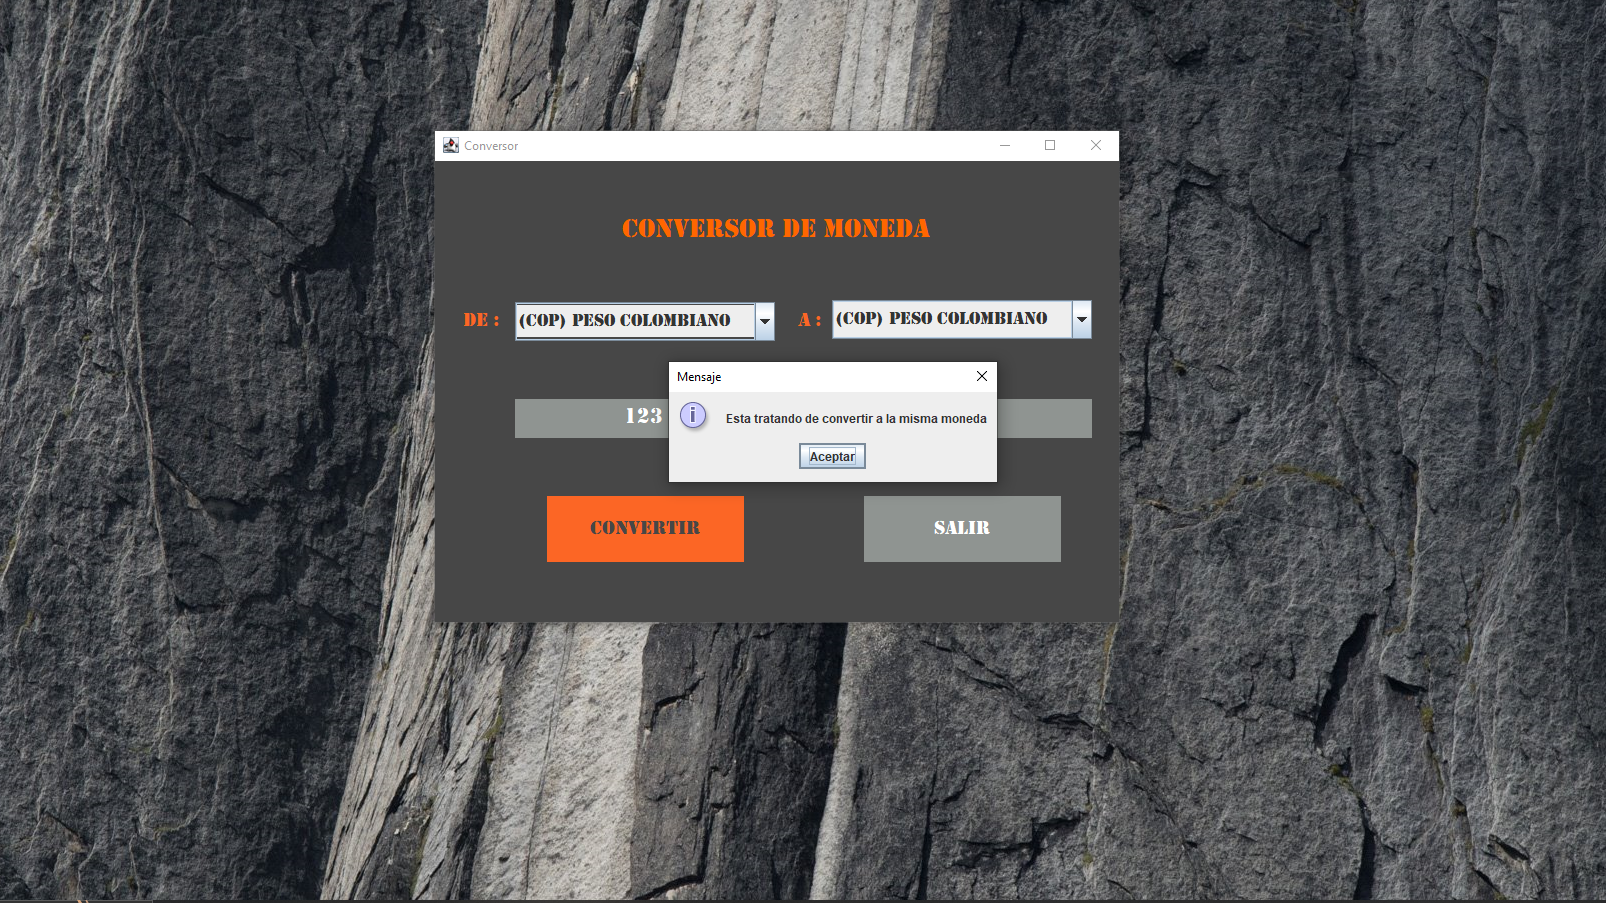 Conversor
CONVERSOR DE MONEDA
DE :
(COP) PESO COLOMBIANO
A :
(COP) PESO COLOMBIANO
Mensaje
123
Esta tratando de convertir a la misma moneda
Aceptar
CONVERTIR
SALIR